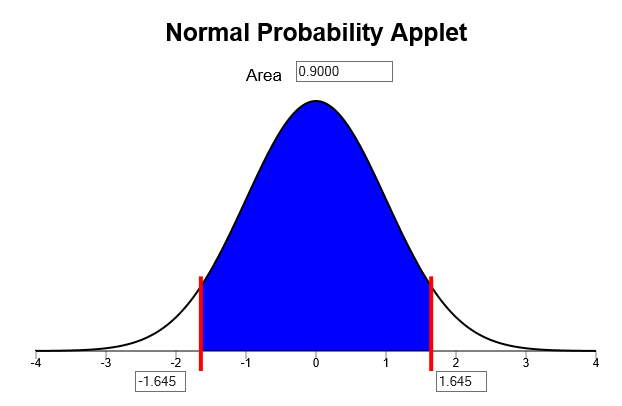 Normal Probability Applet
Area 0.9000
-4 -3 -2 -1 0 1 2 3 4
-1.645 1.645